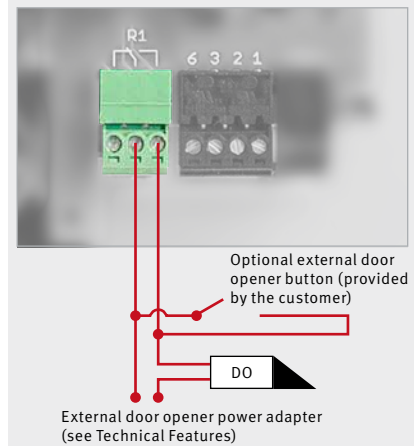 R1
6 3 2 1
Optional external door
opener button (provided
by the customer)
DO
External door opener power adapter
(see Technical Features)